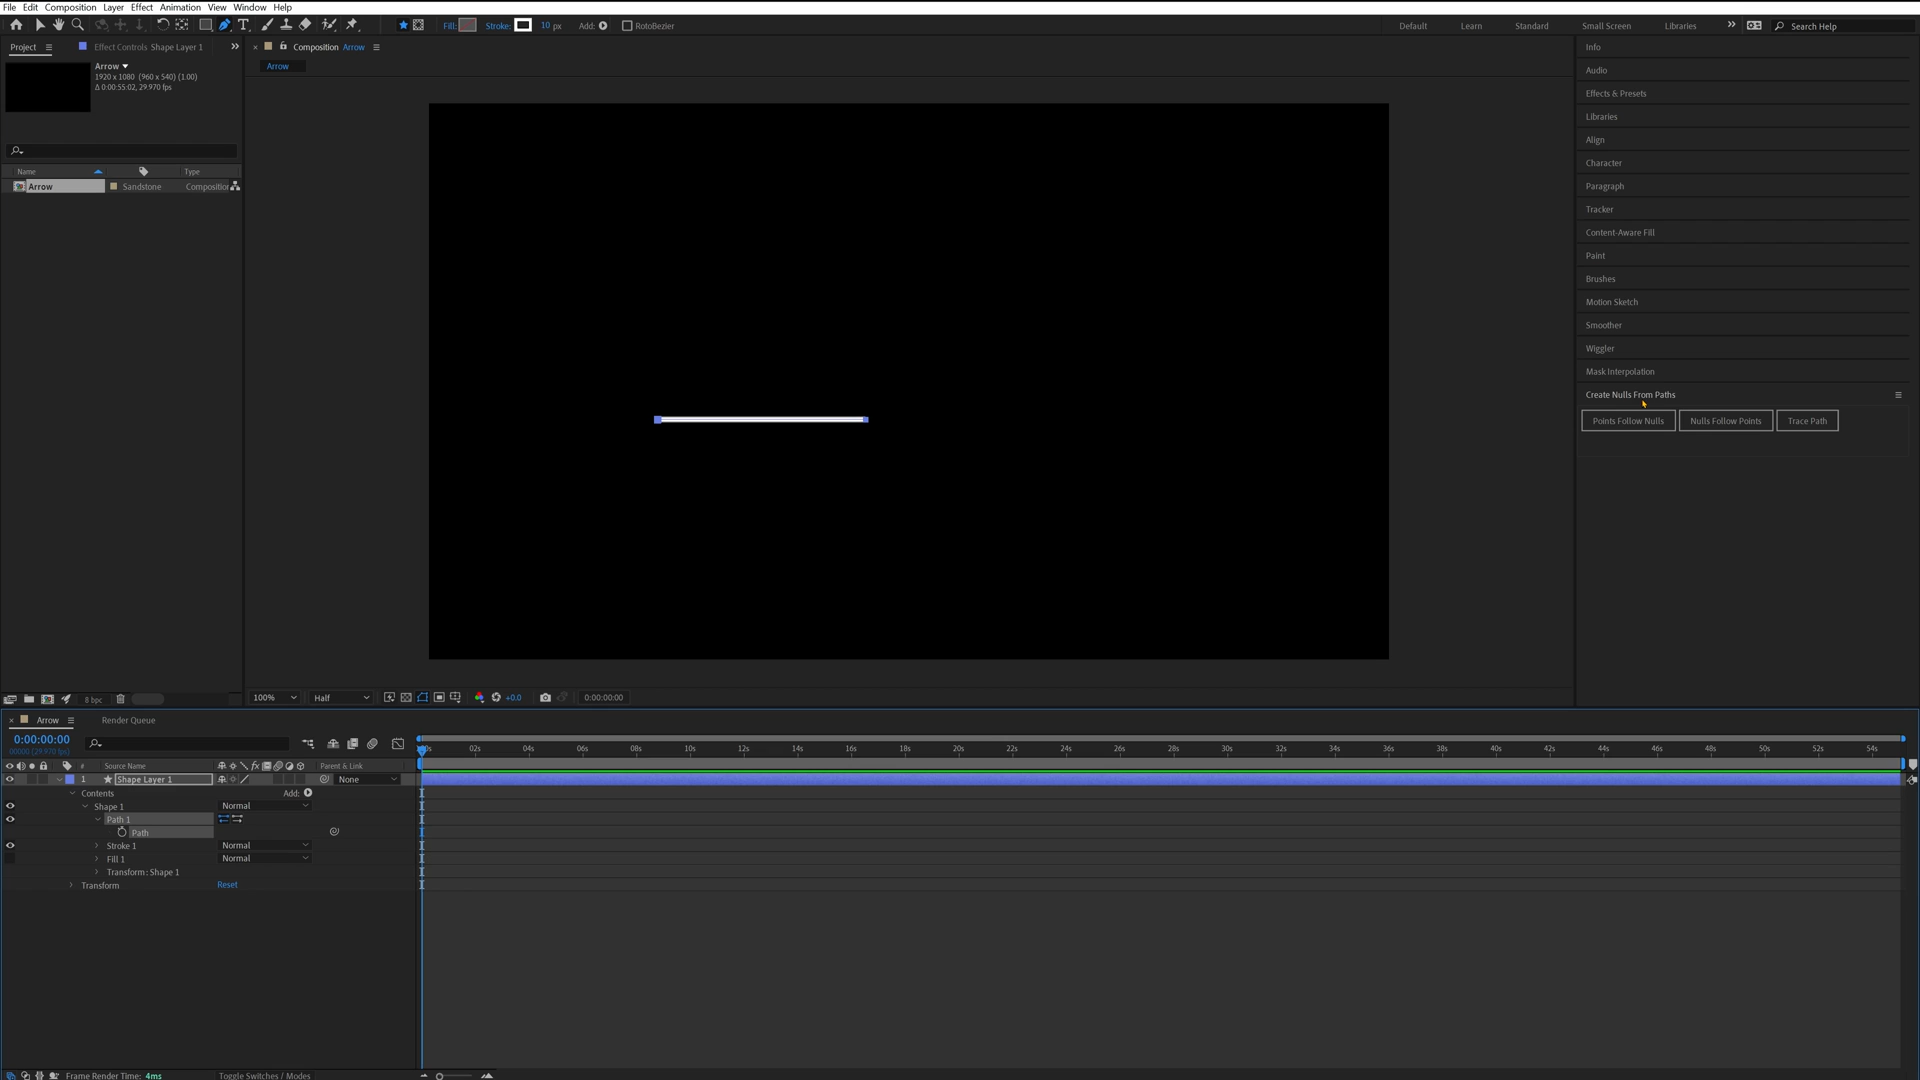 File Edit Composition Layer Effect Animation View Window Help
Fill: Stroke: 10 px Add: RotoBezier Default Learn Standard Small Screen Libraries Search Help
Project Effect Controls Shape Layer 1
Composition Arrow
Arrow
Arrow
1920 x 1080 (960 x 540) (1.00)
Δ 0:00:55:02, 29.970 fps
Name Type
Arrow Sandstone Composition
Info
Audio
Effects & Presets
Libraries
Align
Character
Paragraph
Tracker
Content-Aware Fill
Paint
Brushes
Motion Sketch
Smoother
Wiggler
Mask Interpolation
Create Nulls From Paths
Points Follow Nulls Nulls Follow Points Trace Path
8 bpc
100% Half +0.0 0:00:00:00
Arrow Render Queue
0:00:00:00
00000 (29.970 fps)
02s 04s 06s 08s 10s 12s 14s 16s 18s 20s 22s 24s 26s 28s 30s 32s 34s 36s 38s 40s 42s 44s 46s 48s 50s 52s 54s
# Source Name Parent & Link
1 Shape Layer 1 None
Contents Add:
Shape 1 Normal
Path 1
Path
Stroke 1 Normal
Fill 1 Normal
Transform: Shape 1
Transform Reset
Frame Render Time: 4ms Toggle Switches / Modes